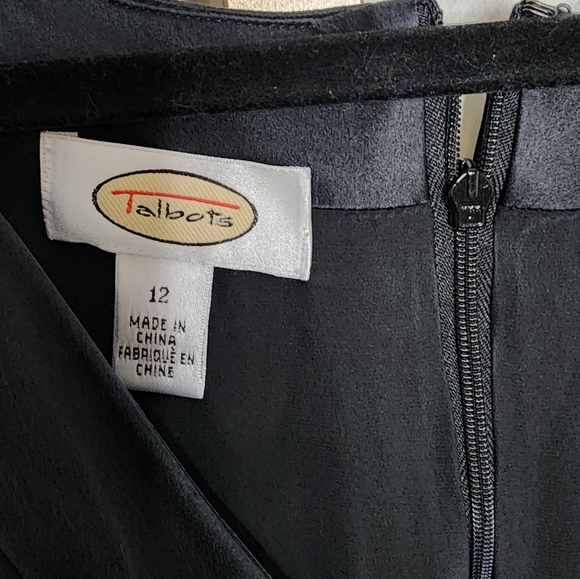 Talbots
12
MADE IN
CHINA
FABRIQUÉ EN
CHINE